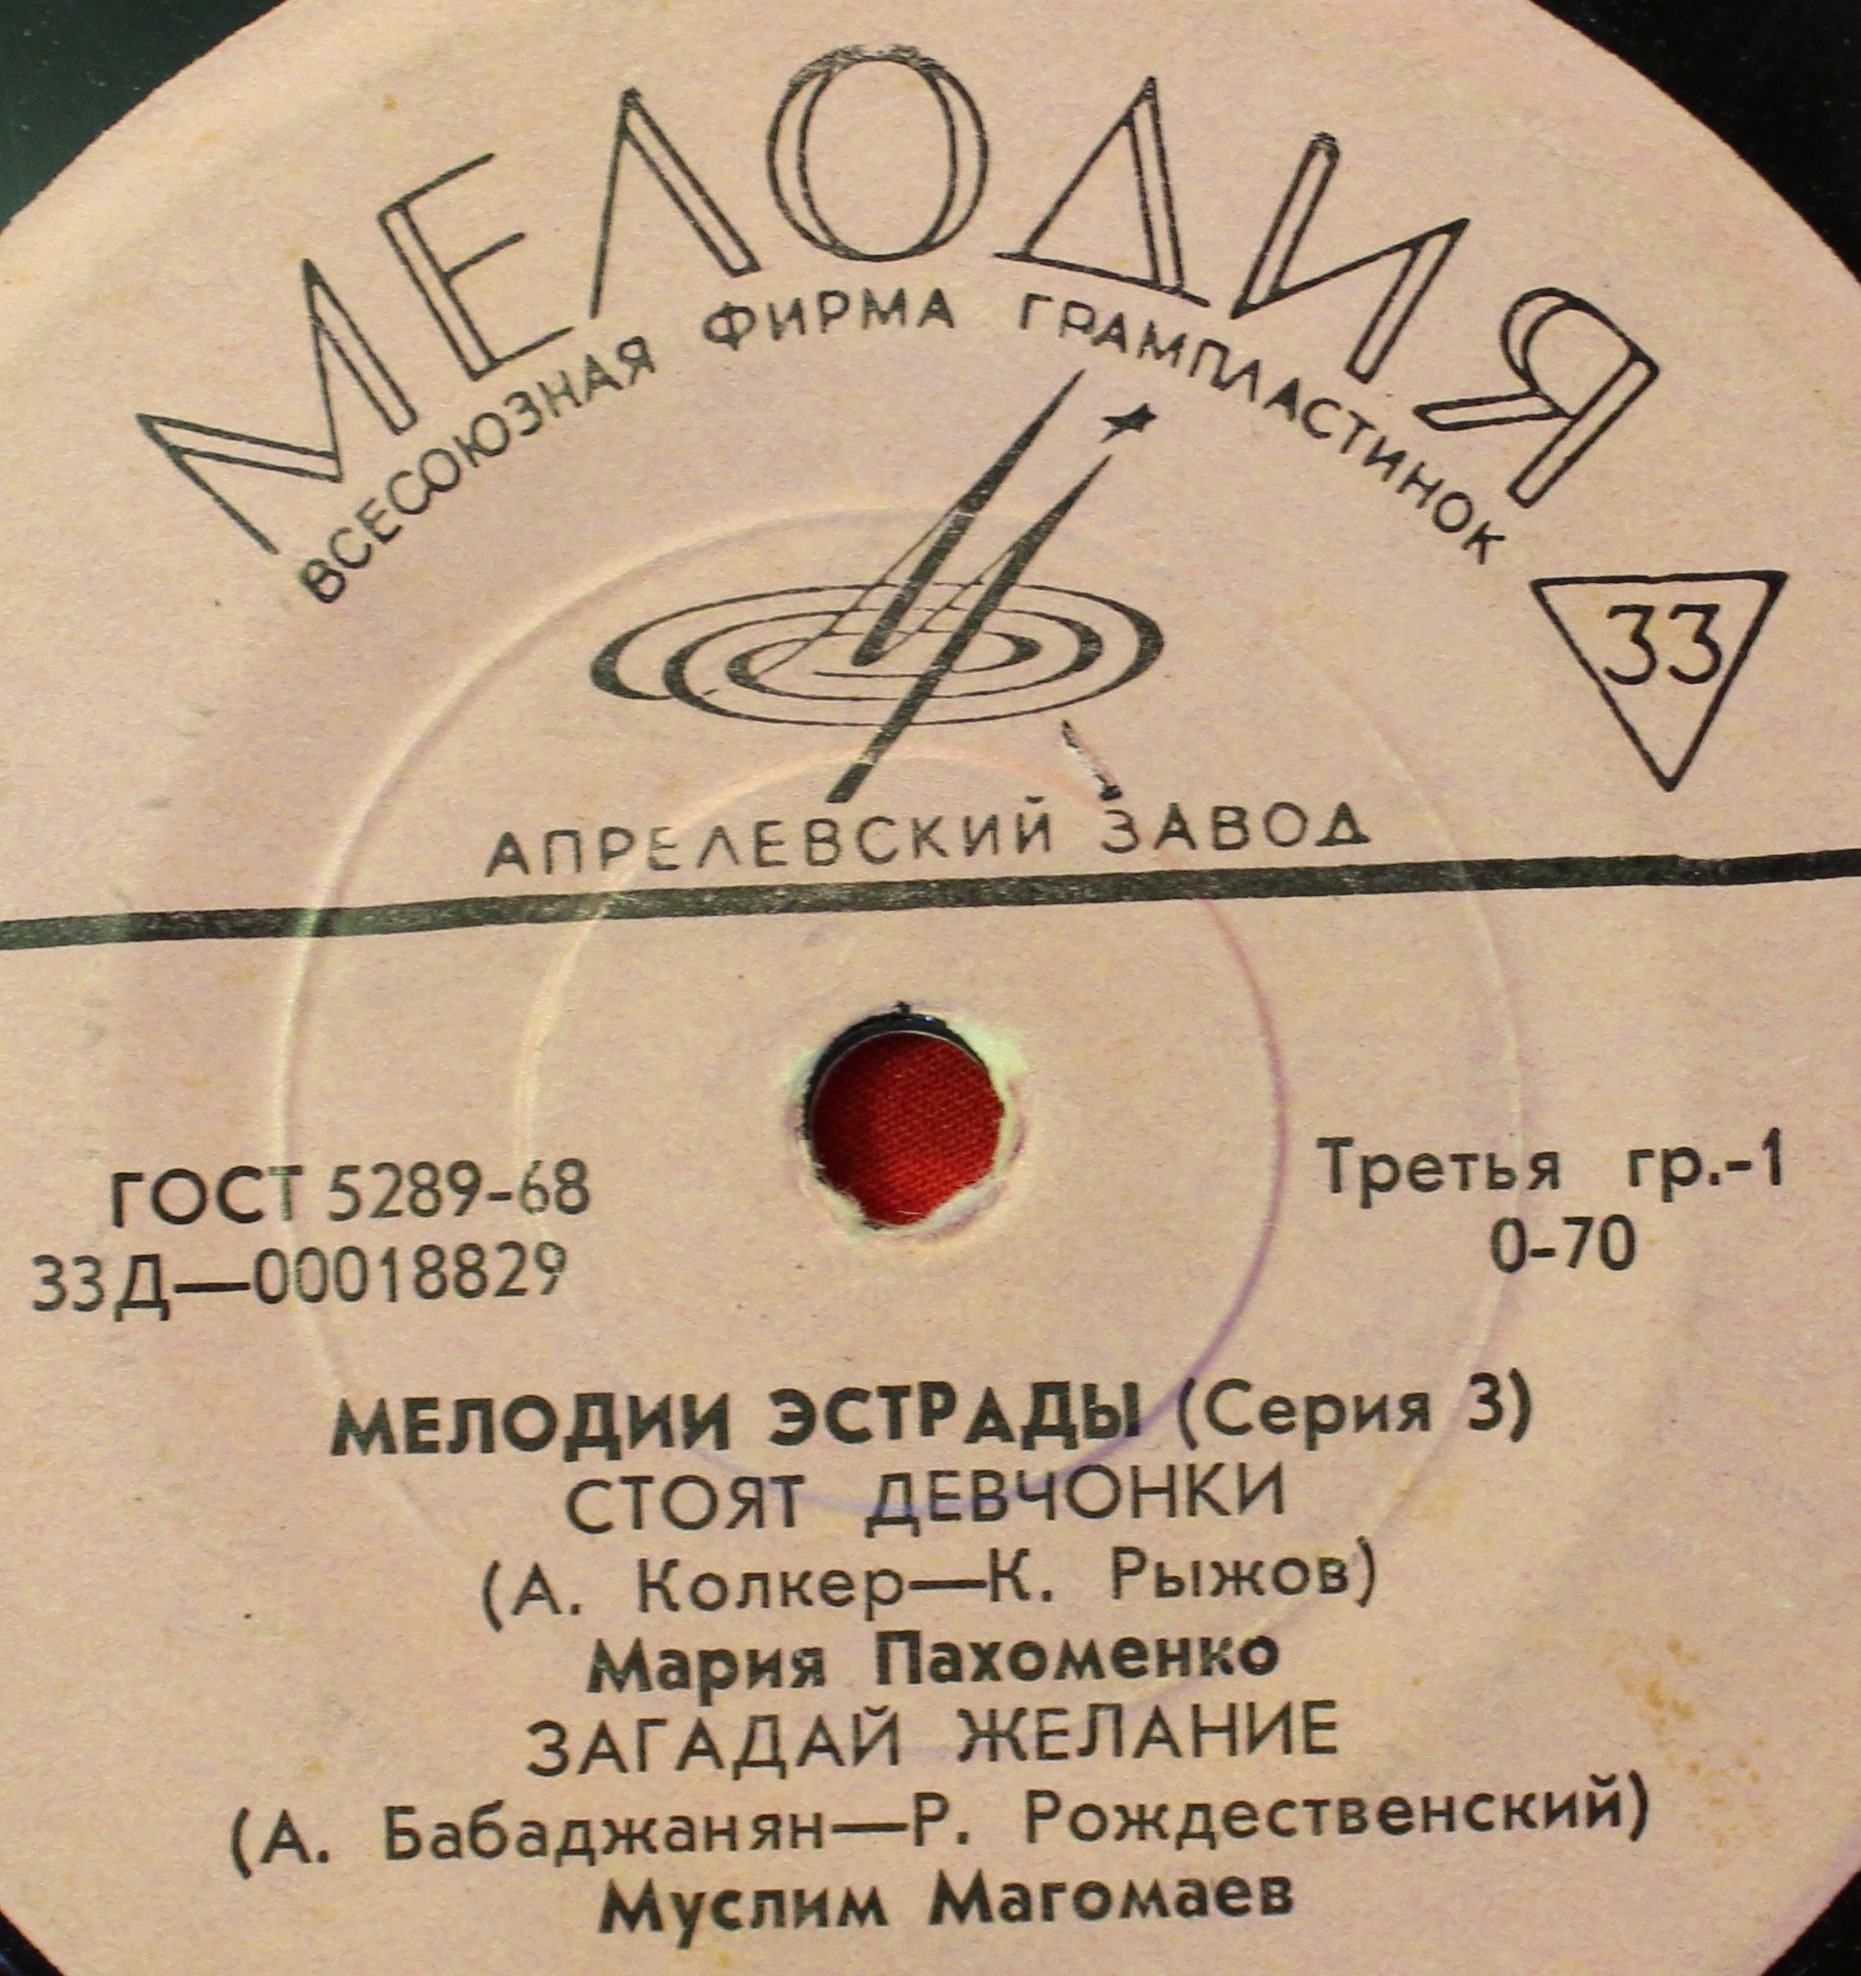 МЕЛОДИЯ
ВСЕСОЮЗНАЯ ФИРМА ГРАМПЛАСТИНОК
33
АПРЕЛЕВСКИЙ ЗАВОД
ГОСТ 5289-68
33Д—00018829
Третья гр.-1
0-70
МЕЛОДИИ ЭСТРАДЫ (Серия 3)
СТОЯТ ДЕВЧОНКИ
(А. Колкер—К. Рыжов)
Мария Пахоменко
ЗАГАДАЙ ЖЕЛАНИЕ
(А. Бабаджанян—Р. Рождественский)
Муслим Магомаев